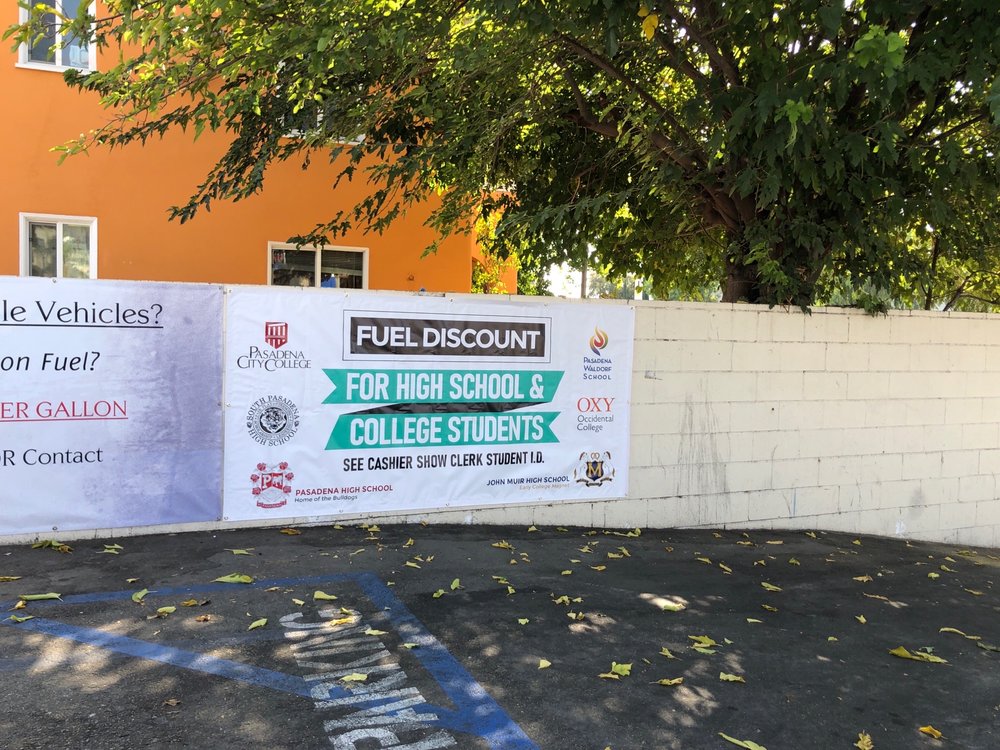 le Vehicles?
on Fuel?
ER GALLON
OR Contact
PASADENA
CITY COLLEGE
SOUTH PASADENA
HIGH SCHOOL
PASADENA HIGH SCHOOL
Home of the Bulldogs
FUEL DISCOUNT
FOR HIGH SCHOOL &
COLLEGE STUDENTS
SEE CASHIER SHOW CLERK STUDENT I.D.
PASADENA
WALDORF
SCHOOL
OXY
Occidental
College
M
JOHN MUIR HIGH SCHOOL
Early College Magnet
NO
PARKING